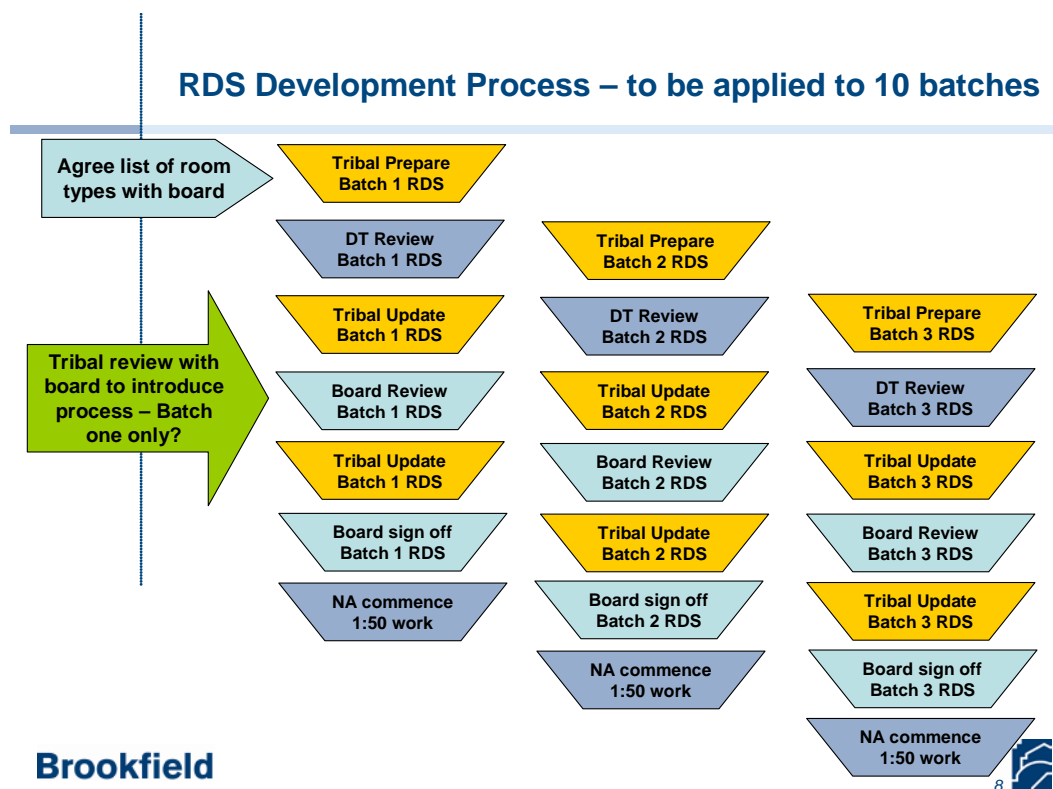 RDS Development Process – to be applied to 10 batches
Agree list of room
types with board
Tribal review with
board to introduce
process – Batch
one only?
Tribal Prepare
Batch 1 RDS
DT Review
Batch 1 RDS
Tribal Update
Batch 1 RDS
Board Review
Batch 1 RDS
Tribal Update
Batch 1 RDS
Board sign off
Batch 1 RDS
NA commence
1:50 work
Tribal Prepare
Batch 2 RDS
DT Review
Batch 2 RDS
Tribal Update
Batch 2 RDS
Board Review
Batch 2 RDS
Tribal Update
Batch 2 RDS
Board sign off
Batch 2 RDS
NA commence
1:50 work
Tribal Prepare
Batch 3 RDS
DT Review
Batch 3 RDS
Tribal Update
Batch 3 RDS
Board Review
Batch 3 RDS
Tribal Update
Batch 3 RDS
Board sign off
Batch 3 RDS
NA commence
1:50 work
Brookfield
8